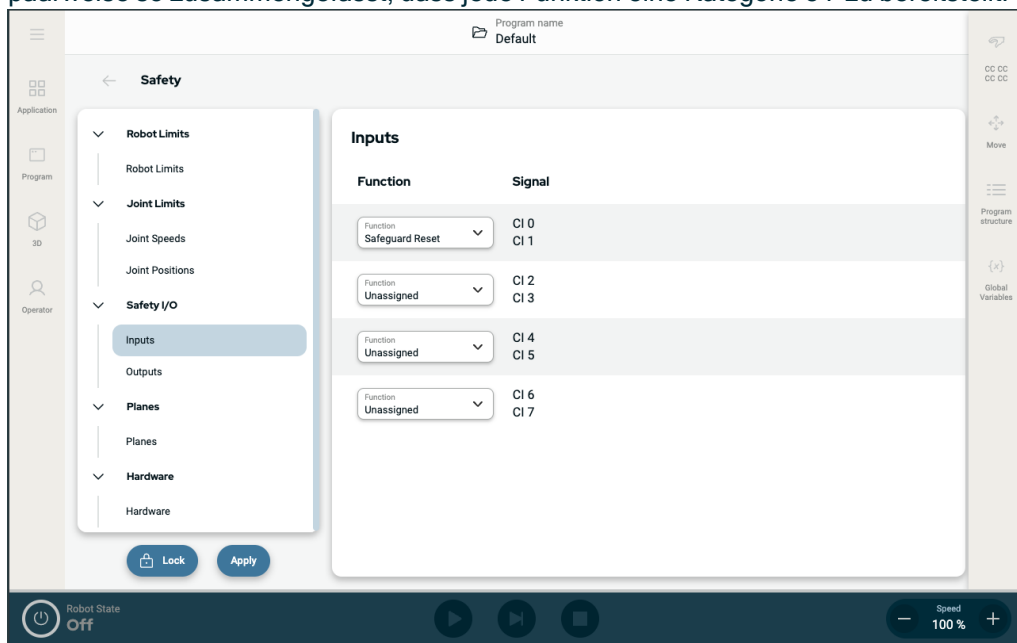 Program name
Default
Safety
CC CC
CC CC
Application
Robot Limits
Inputs
Move
Robot Limits
Program
Function Signal
Joint Limits
Program
structure
Function
Safeguard Reset
CI 0
CI 1
3D
Joint Speeds
Joint Positions
{x}
Global
Variables
Function
Unassigned
CI 2
CI 3
Operator
Safety I/O
Inputs
Function
Unassigned
CI 4
CI 5
Outputs
Planes
Function
Unassigned
CI 6
CI 7
Planes
Hardware
Hardware
Lock
Apply
Robot State
Off
Speed
100 %